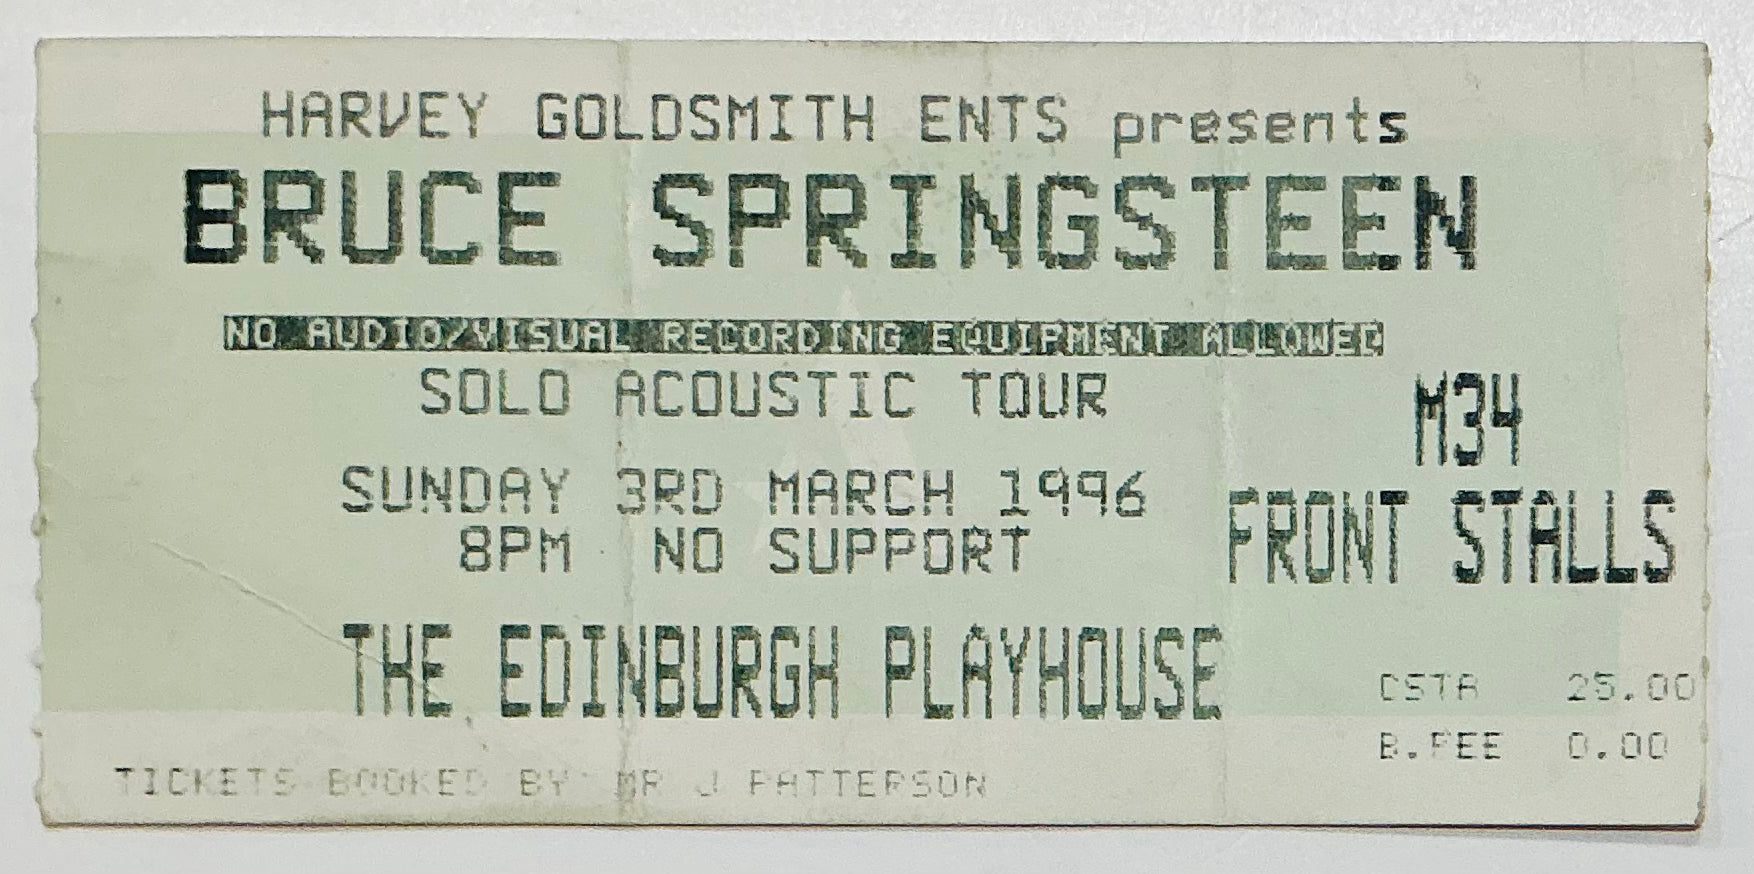 HARVEY GOLDSMITH ENTS presents
BRUCE SPRINGSTEEN
NO AUDIO/VISUAL RECORDING EQUIPMENT ALLOWED
SOLO ACOUSTIC TOUR
M34
SUNDAY 3RD MARCH 1996
FRONT STALLS
8PM NO SUPPORT
THE EDINBURGH PLAYHOUSE
CSTA 25.00
B.FEE 0.00
TICKETS BOOKED BY MR J PATTERSON